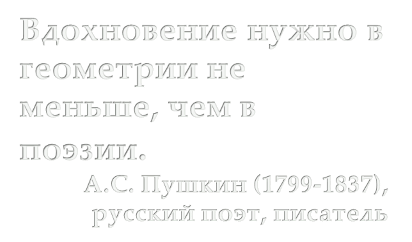 Вдохновение нужно в
геометрии не
меньше, чем в
поэзии.
А.С. Пушкин (1799-1837),
русский поэт, писатель